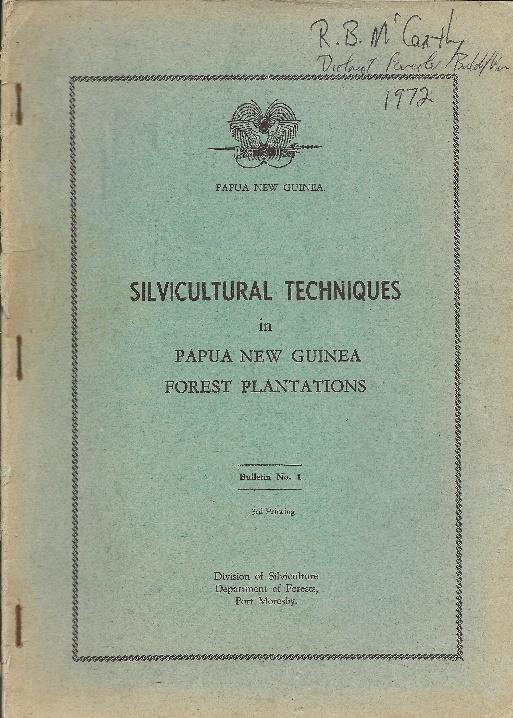 R. B. McCarthy
District
1972
PAPUA NEW GUINEA.
SILVICULTURAL TECHNIQUES
in
PAPUA NEW GUINEA
FOREST PLANTATIONS
Bulletin No. 1
3rd Printing
Division of Silviculture
Department of Forests,
Port Moresby.